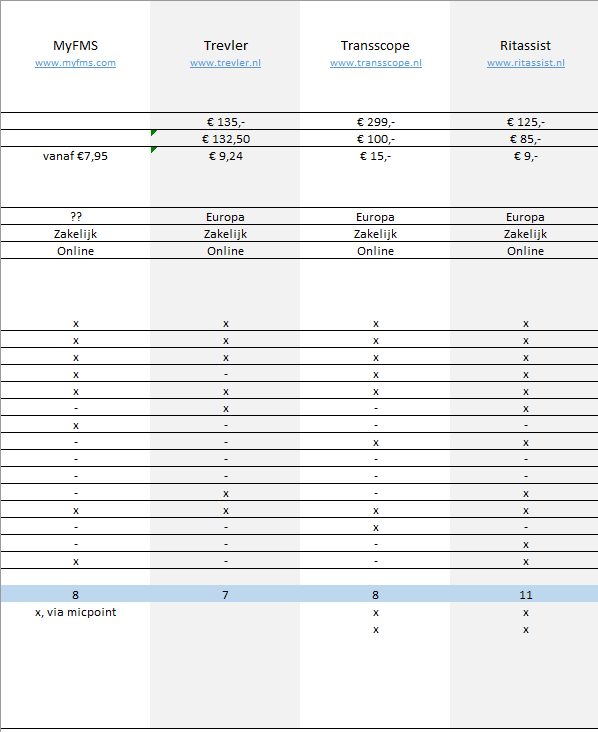 MyFMS Trevler Transscope Ritassist
www.myfms.com www.trevler.nl www.transscope.nl www.ritassist.nl
€ 135,- € 299,- € 125,-
€ 132,50 € 100,- € 85,-
vanaf €7,95 € 9,24 € 15,- € 9,-
?? Europa Europa Europa
Zakelijk Zakelijk Zakelijk Zakelijk
Online Online Online Online
x x x x
x x x x
x x x x
x - x x
x x x x
- x - x
x - - -
- - x x
- - - -
- - - -
- x - x
x x x x
- - x -
- - - x
x - - x
8 7 8 11
x, via micpoint x x
x x